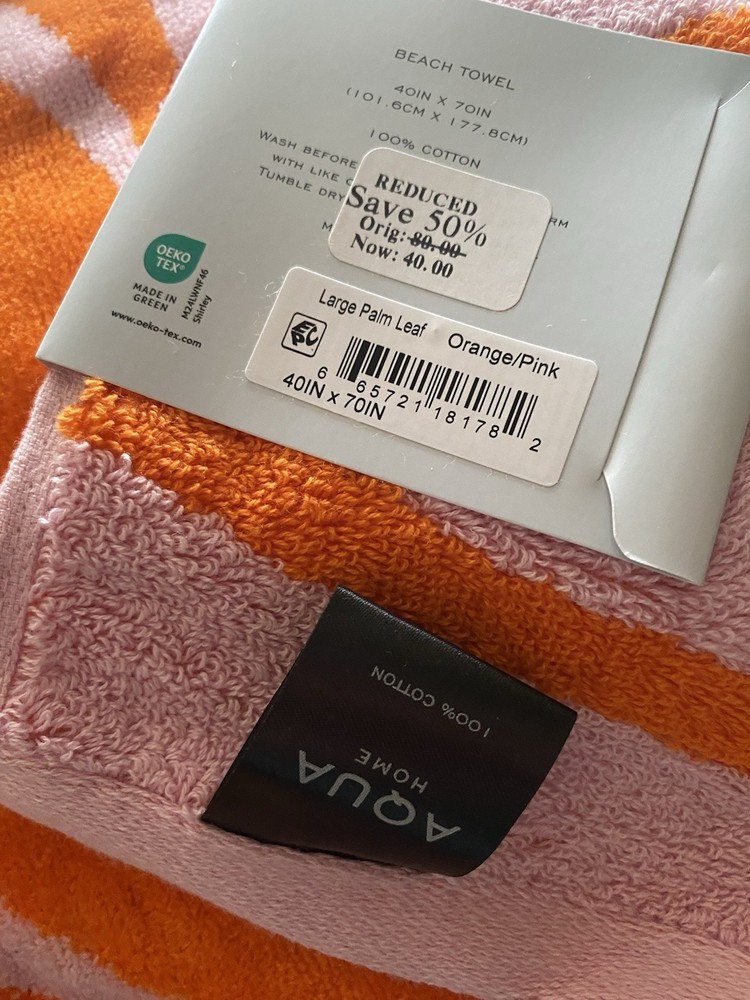 BEACH TOWEL
40IN X 70IN
(101.6CM X 177.8CM)
100% COTTON
WASH BEFORE
WITH LIKE
TUMBLE DRY
REDUCED
Save 50%
Orig: 80.00
Now: 40.00
OEKO
TEX®
MADE IN
GREEN
M24LWNF46
Shirley
www.oeko-tex.com
Large Palm Leaf Orange/Pink
EPC
6 65721 18178 2
40IN x 70IN
100% COTTON
HOME
AQUA